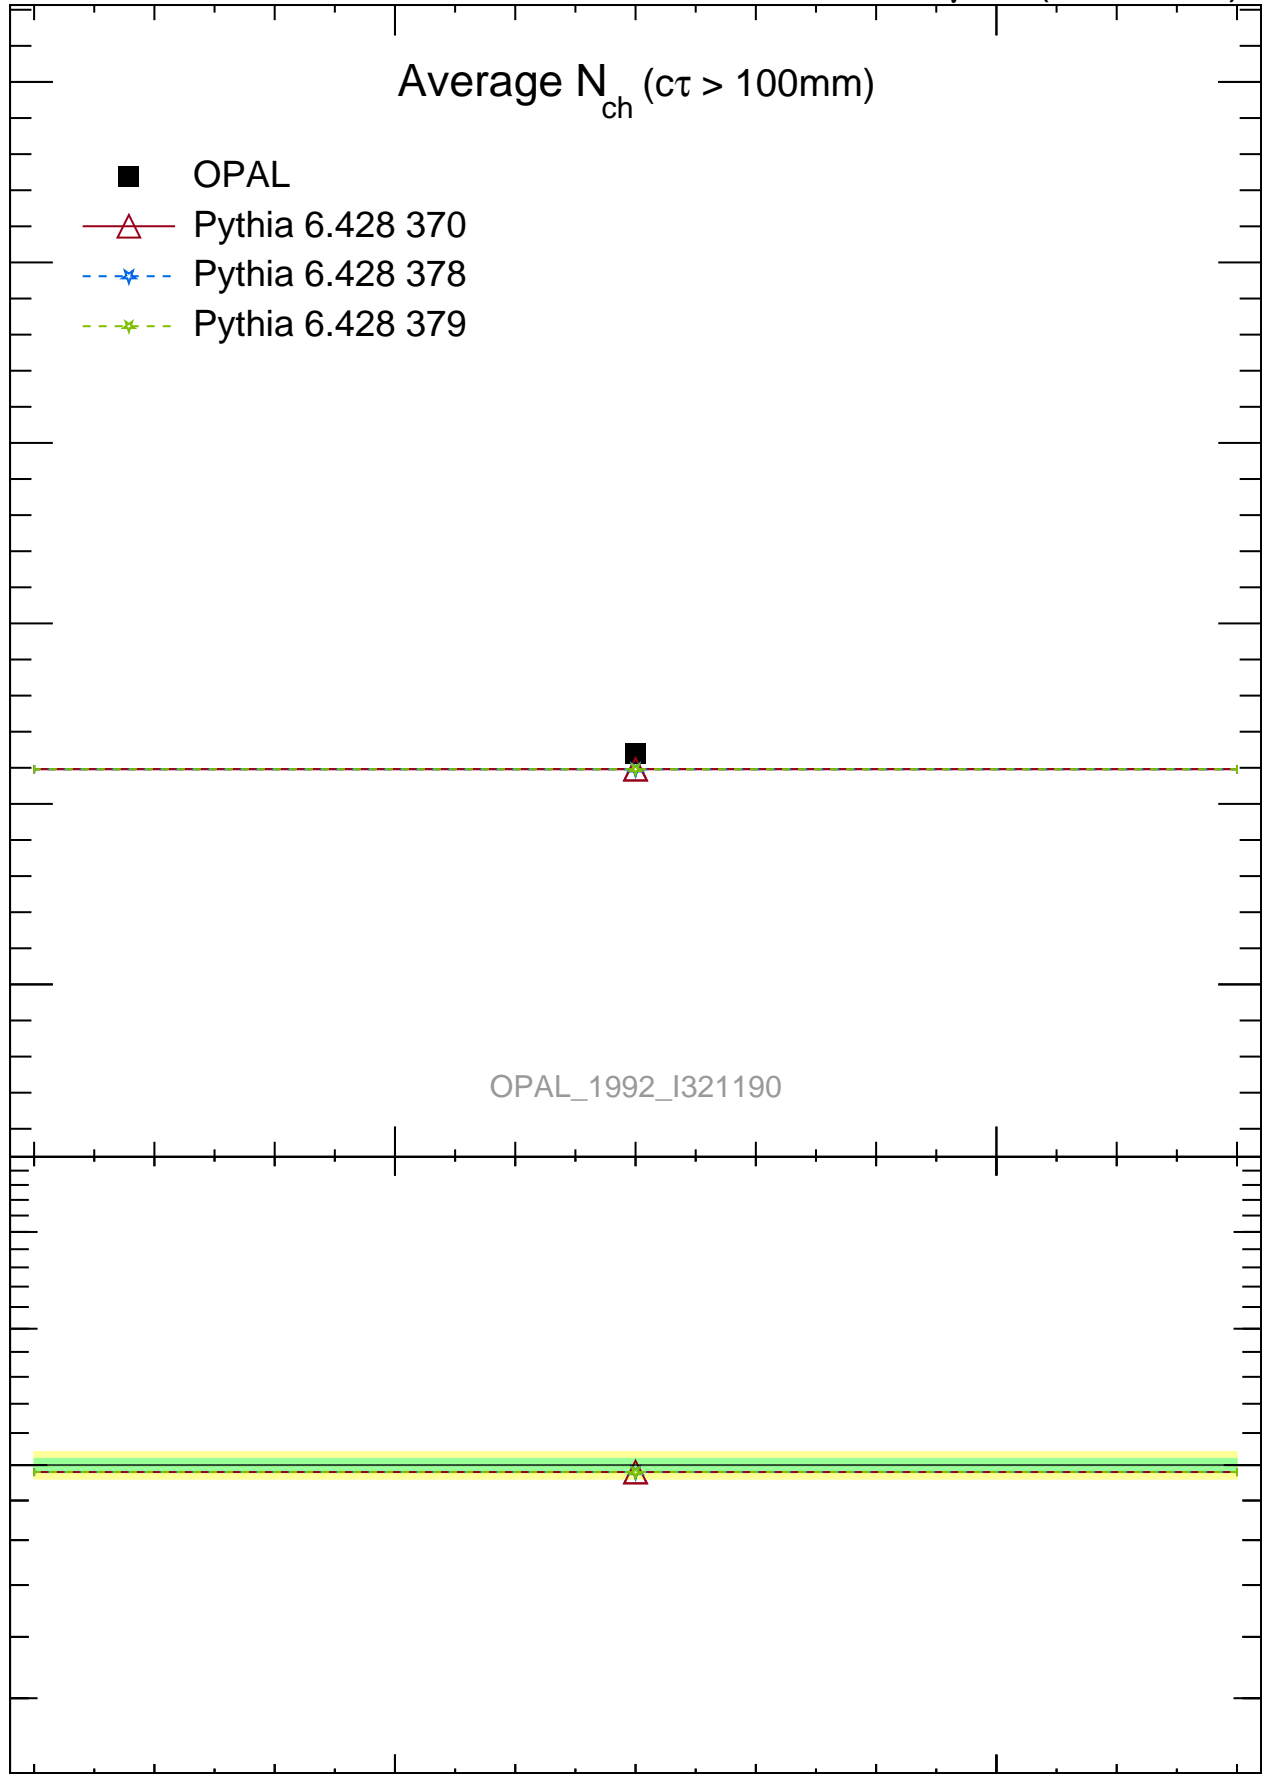 Average N_ch (cτ > 100mm)
OPAL
Pythia 6.428 370
Pythia 6.428 378
Pythia 6.428 379
OPAL_1992_I321190